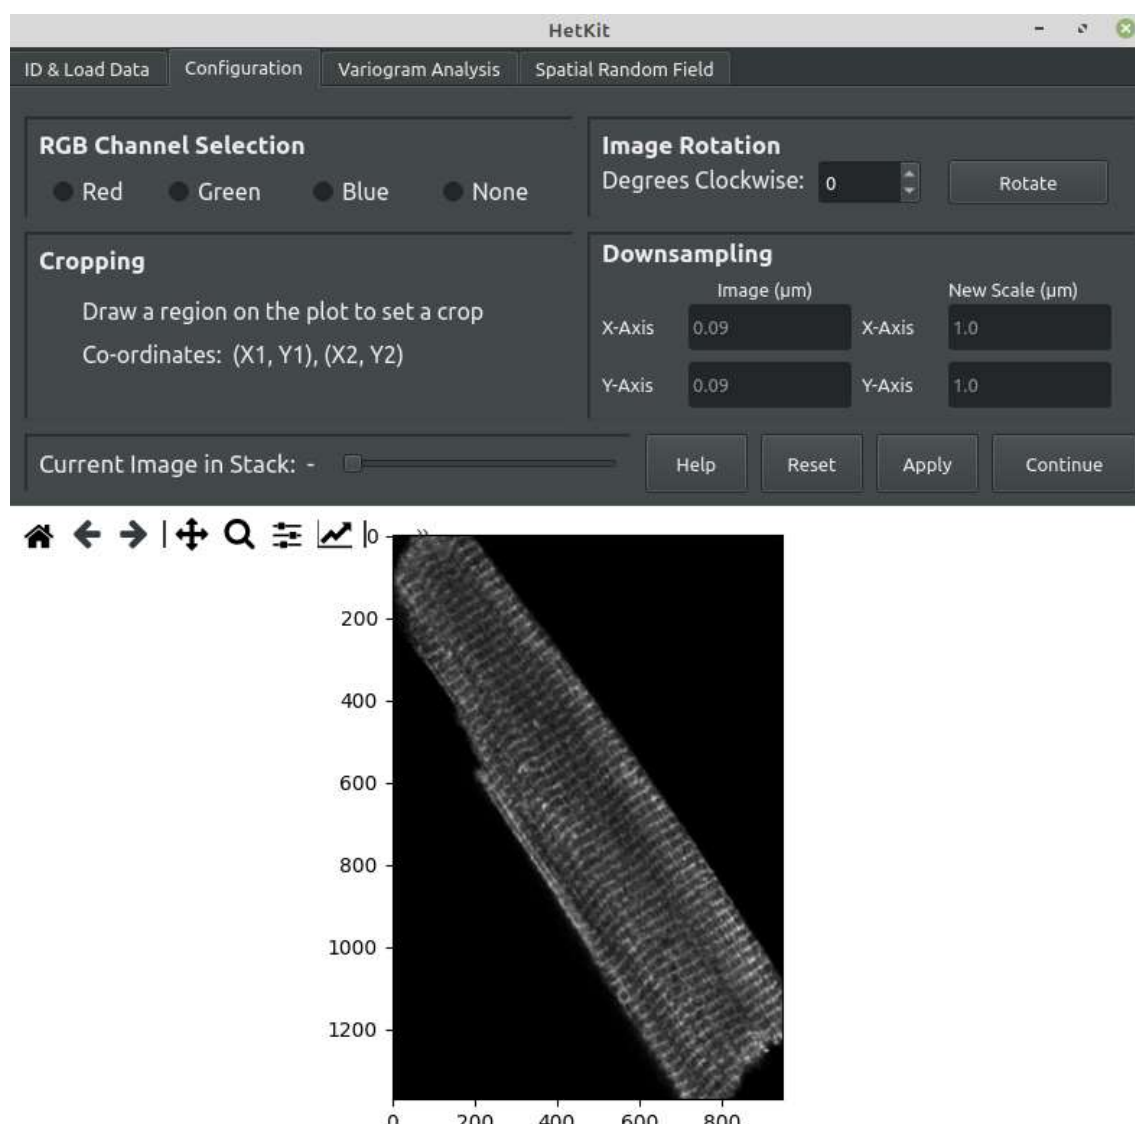 HetKit
ID & Load Data Configuration Variogram Analysis Spatial Random Field
RGB Channel Selection
Red Green Blue None
Image Rotation
Degrees Clockwise: 0 Rotate
Cropping
Draw a region on the plot to set a crop
Co-ordinates: (X1, Y1), (X2, Y2)
Downsampling
Image (µm) New Scale (µm)
X-Axis 0.09 X-Axis 1.0
Y-Axis 0.09 Y-Axis 1.0
Current Image in Stack: - Help Reset Apply Continue
0
200
400
600
800
1000
1200
0 200 400 600 800